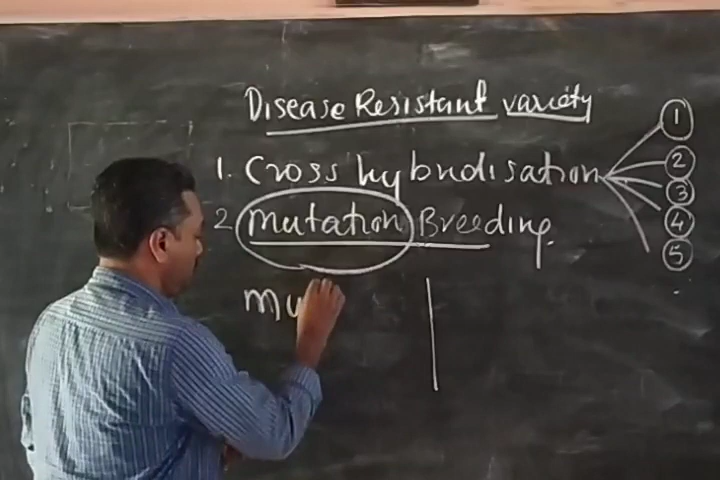 Disease Resistant variety
1. Cross hybridisation
1
2
3
4
5
2 Mutation Breeding.
Mu